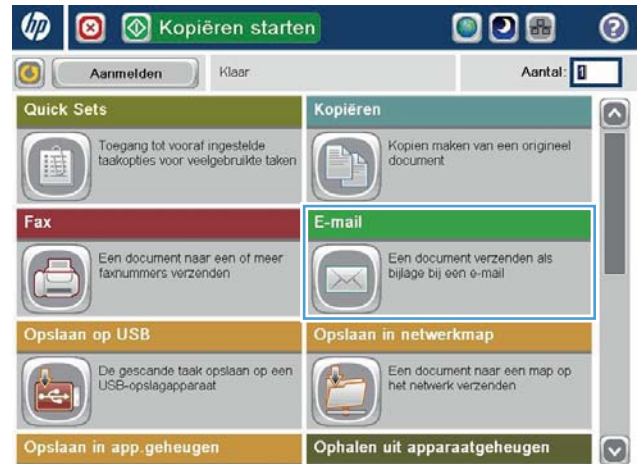 hp
Kopiëren starten
?
Aanmelden
Klaar
Aantal: 1
Quick Sets
Toegang tot vooraf ingestelde
taakopties voor veelgebruikte taken
Kopiëren
Kopien maken van een origineel
document
Fax
Een document naar een of meer
faxnummers verzenden
E-mail
Een document verzenden als
bijlage bij een e-mail
Opslaan op USB
De gescande taak opslaan op een
USB-opslagapparaat
Opslaan in netwerkmap
Een document naar een map op
het netwerk verzenden
Opslaan in app.geheugen
Ophalen uit apparaatgeheugen